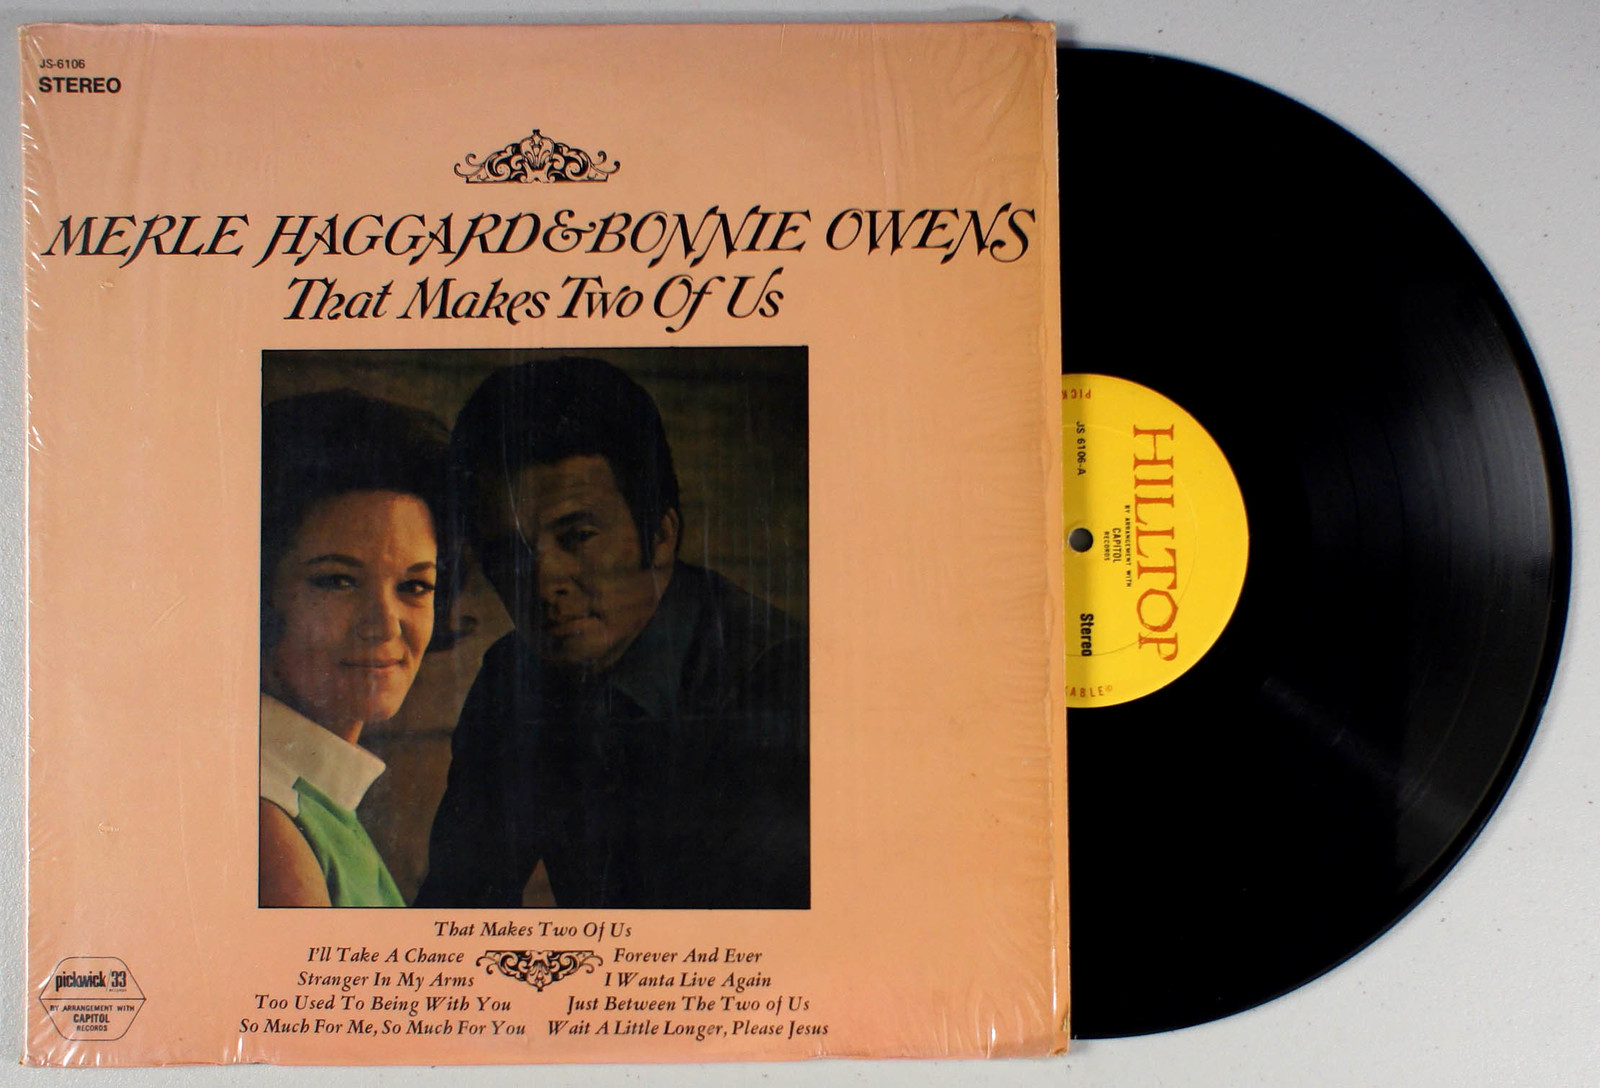 JS-6106
STEREO
MERLE HAGGARD & BONNIE OWENS
That Makes Two Of Us
That Makes Two Of Us
I'll Take A Chance
Stranger In My Arms
Too Used To Being With You
So Much For Me, So Much For You
Forever And Ever
I Wanta Live Again
Just Between The Two of Us
Wait A Little Longer, Please Jesus
pickwick/33
RECORDS
BY ARRANGEMENT WITH
CAPITOL
RECORDS
HILLTOP
BY ARRANGEMENT WITH
CAPITOL
RECORDS
JS 6106-A
Stereo
PICK
KABLE®